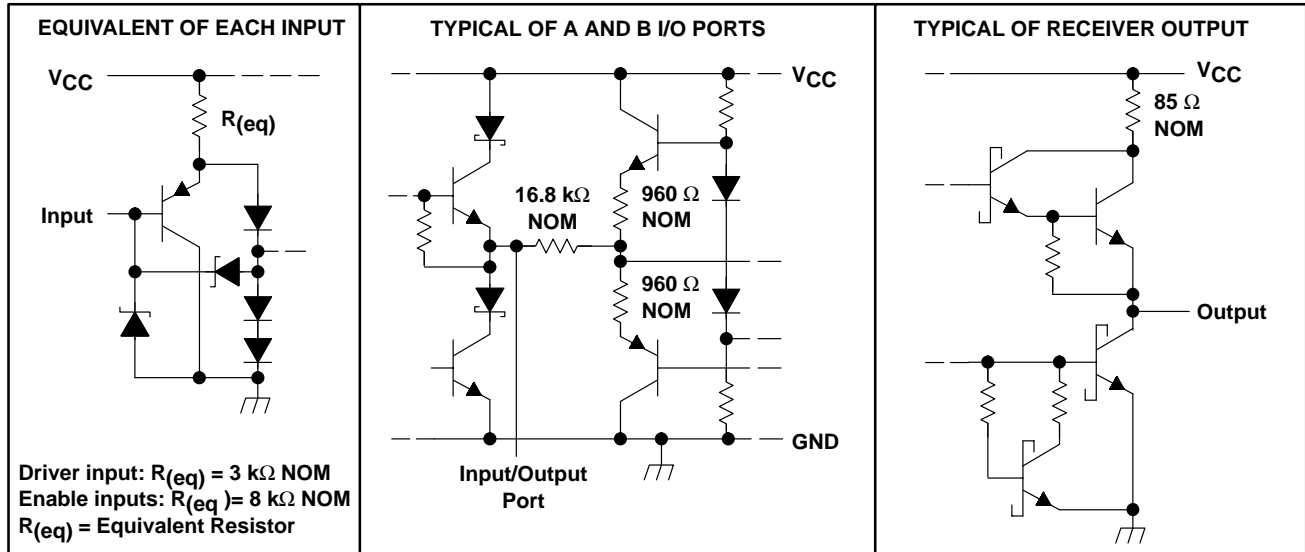 EQUIVALENT OF EACH INPUT
VCC
R(eq)
Input
Driver input: R(eq) = 3 kΩ NOM
Enable inputs: R(eq )= 8 kΩ NOM
R(eq) = Equivalent Resistor
TYPICAL OF A AND B I/O PORTS
VCC
16.8 kΩ
NOM
960 Ω
NOM
960 Ω
NOM
GND
Input/Output
Port
TYPICAL OF RECEIVER OUTPUT
VCC
85 Ω
NOM
Output